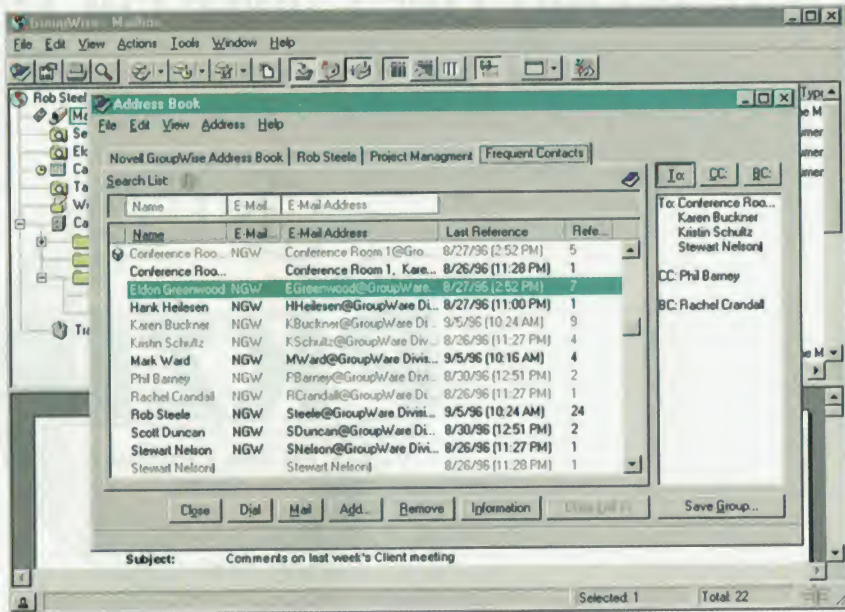 GroupWise - Mailbox
File Edit View Actions Tools Window Help
Rob Steel
Address Book
File Edit View Address Help
Novell GroupWise Address Book Rob Steele Project Managment Frequent Contacts
Search List:
Name E-Mail E-Mail Address
Name E-Mail... E-Mail Address Last Reference Refe...
Conference Roo... NGW Conference Room 1@Gro... 8/27/96 (2:52 PM) 5
Conference Roo... Conference Room 1, Kare... 8/26/96 (11:28 PM) 1
Eldon Greenwood NGW EGreenwood@GroupWare... 8/27/96 (2:52 PM) 7
Hank Heilesen NGW HHeilesen@GroupWare Di... 8/27/96 (11:00 PM) 1
Karen Buckner NGW KBuckner@GroupWare Di... 9/5/96 (10:24 AM) 9
Kristin Schultz NGW KSchultz@GroupWare Div... 8/26/96 (11:27 PM) 4
Mark Ward NGW MWard@GroupWare Divis... 9/5/96 (10:16 AM) 4
Phil Barney NGW PBarney@GroupWare Divi... 8/30/96 (12:51 PM) 2
Rachel Crandall NGW RCrandall@GroupWare Di... 8/26/96 (11:27 PM) 1
Rob Steele NGW Steele@GroupWare Divisi... 9/5/96 (10:24 AM) 24
Scott Duncan NGW SDuncan@GroupWare Di... 8/30/96 (12:51 PM) 2
Stewart Nelson NGW SNelson@GroupWare Di... 8/26/96 (11:27 PM) 1
Stewart Nelsonl Stewart Nelsonl 8/26/96 (11:28 PM) 1
To: CC: BC:
To: Conference Roo...
Karen Buckner
Kristin Schultz
Stewart Nelsonl
CC: Phil Barney
BC: Rachel Crandall
Close Dial Mail Add... Remove Information Save Group...
Subject: Comments on last week's Client meeting
Selected: 1 Total: 22